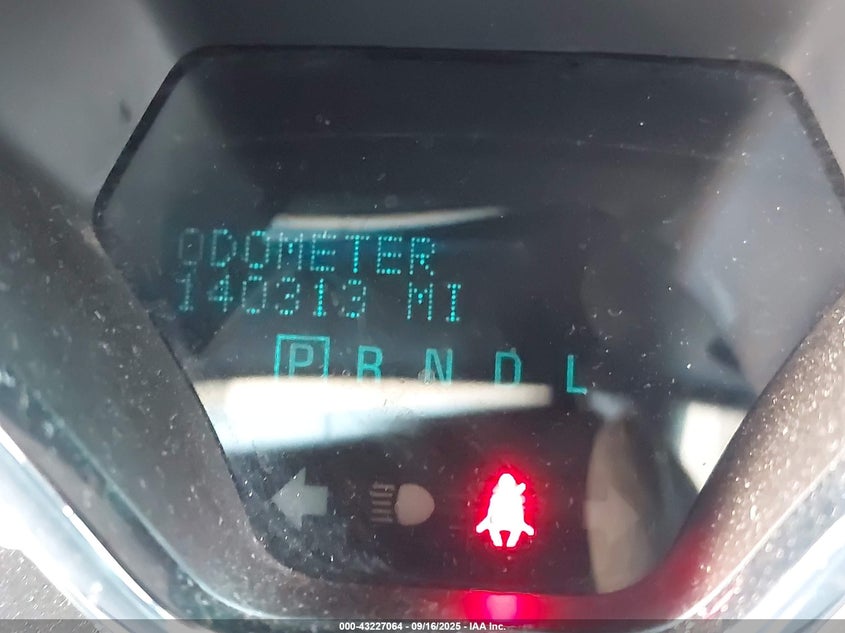 ODOMETER
140313 MI
P R N D L
000-43227064 - 09/16/2025 - IAA Inc.